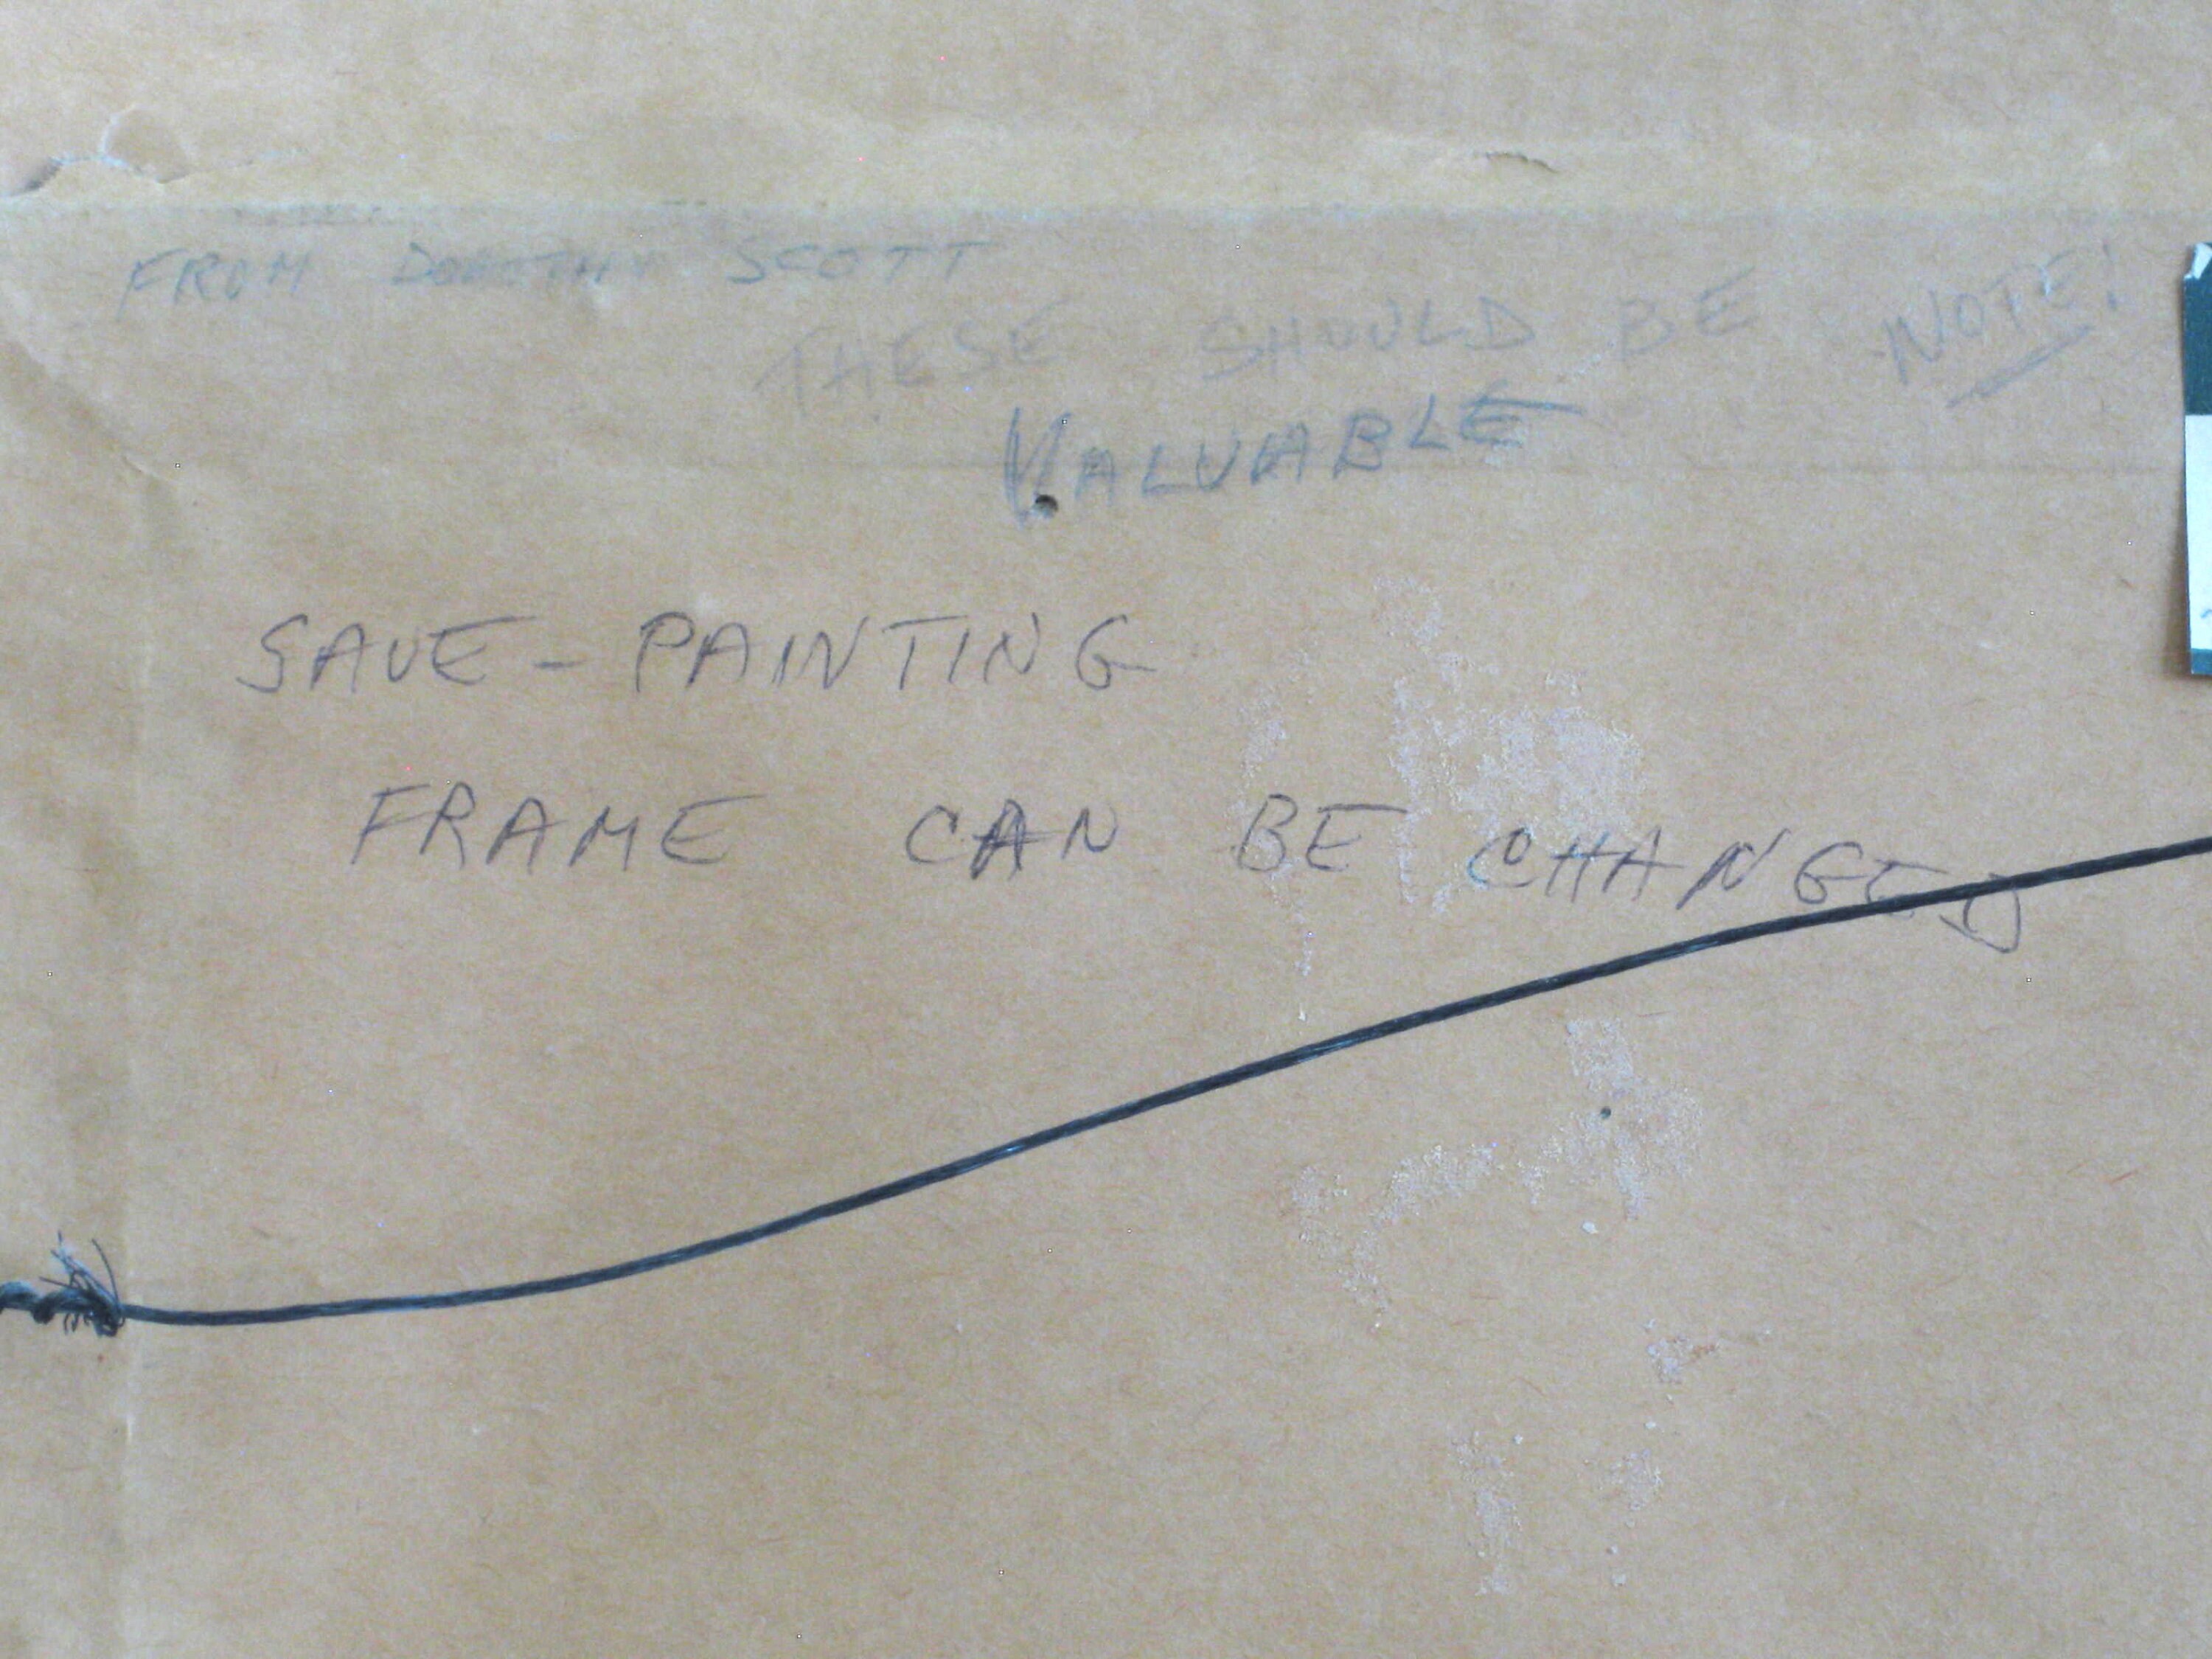 FROM DOROTHY SCOTT
THESE SHOULD BE NOTE!
VALUABLE
SAVE - PAINTING
FRAME CAN BE CHANGED